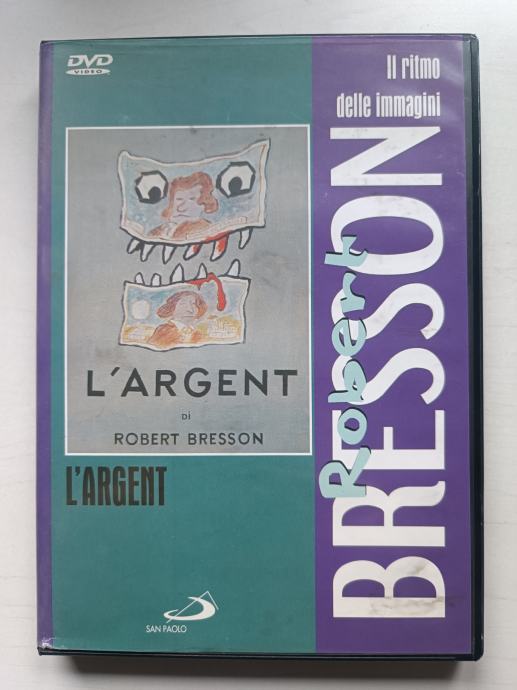 DVD
VIDEO
Il ritmo
delle immagini
Robert
BRESSON
L'ARGENT
DI
ROBERT BRESSON
L'ARGENT
SAN PAOLO